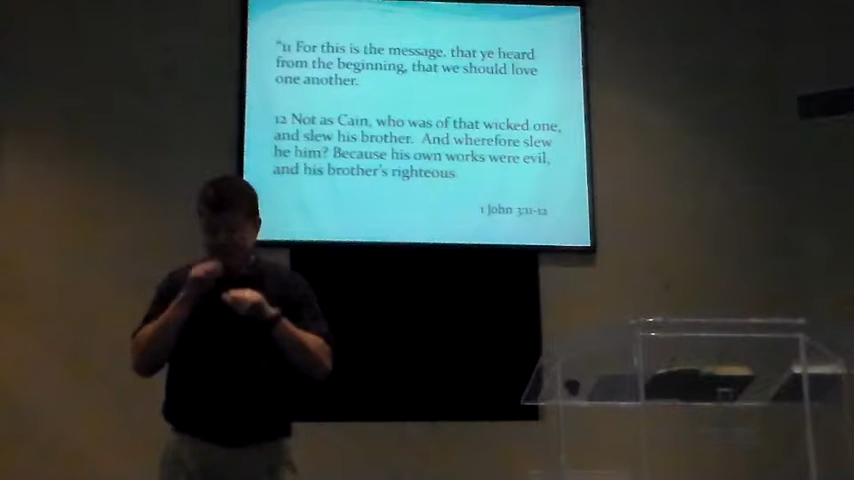 "11 For this is the message, that ye heard
from the beginning, that we should love
one another.
12 Not as Cain, who was of that wicked one,
and slew his brother. And wherefore slew
he him? Because his own works were evil,
and his brother's righteous
1 John 3:11-12